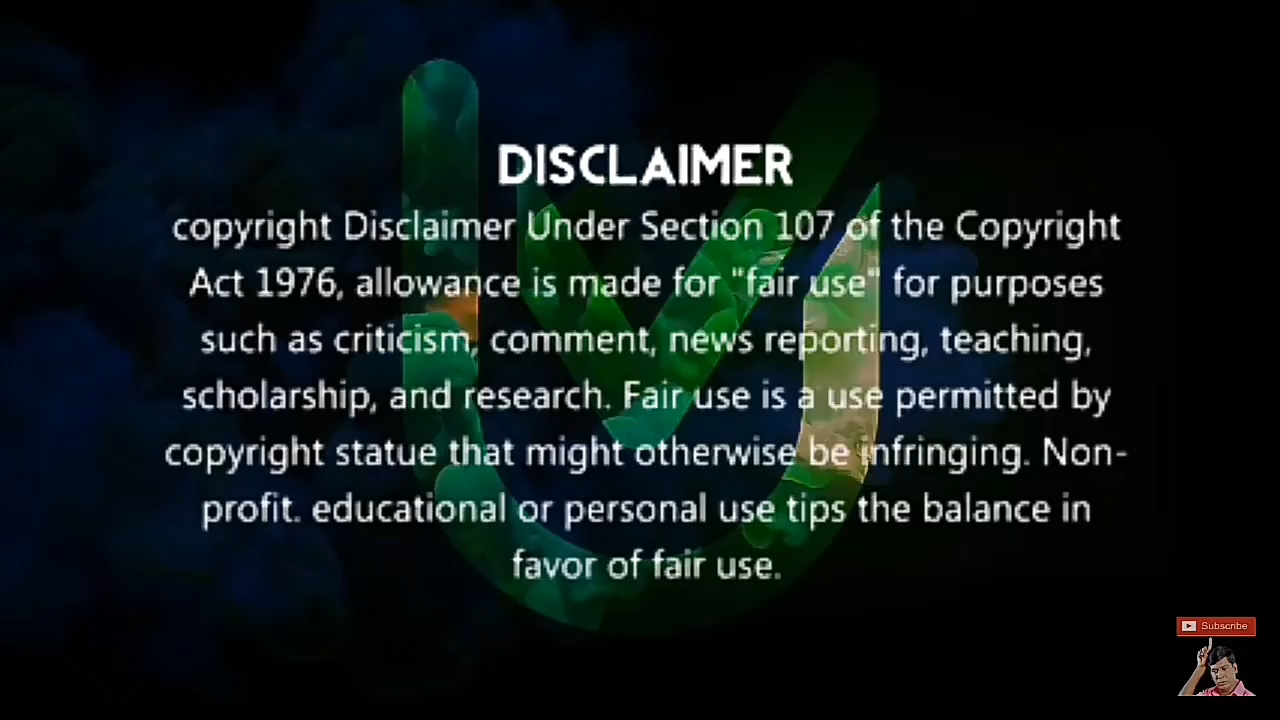 DISCLAIMER
copyright Disclaimer Under Section 107 of the Copyright
Act 1976, allowance is made for "fair use" for purposes
such as criticism, comment, news reporting, teaching,
scholarship, and research. Fair use is a use permitted by
copyright statue that might otherwise be infringing. Non-
profit. educational or personal use tips the balance in
favor of fair use.
Subscribe